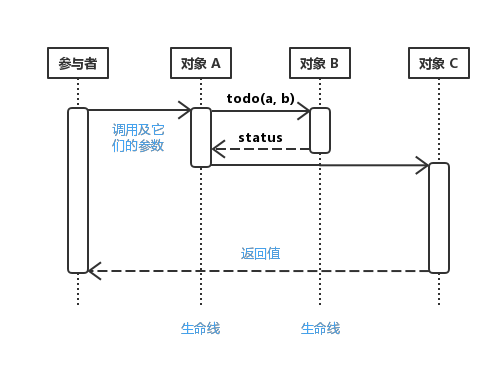 参与者
对象 A
对象 B
对象 C
todo(a, b)
调用及它
们的参数
status
返回值
生命线
生命线